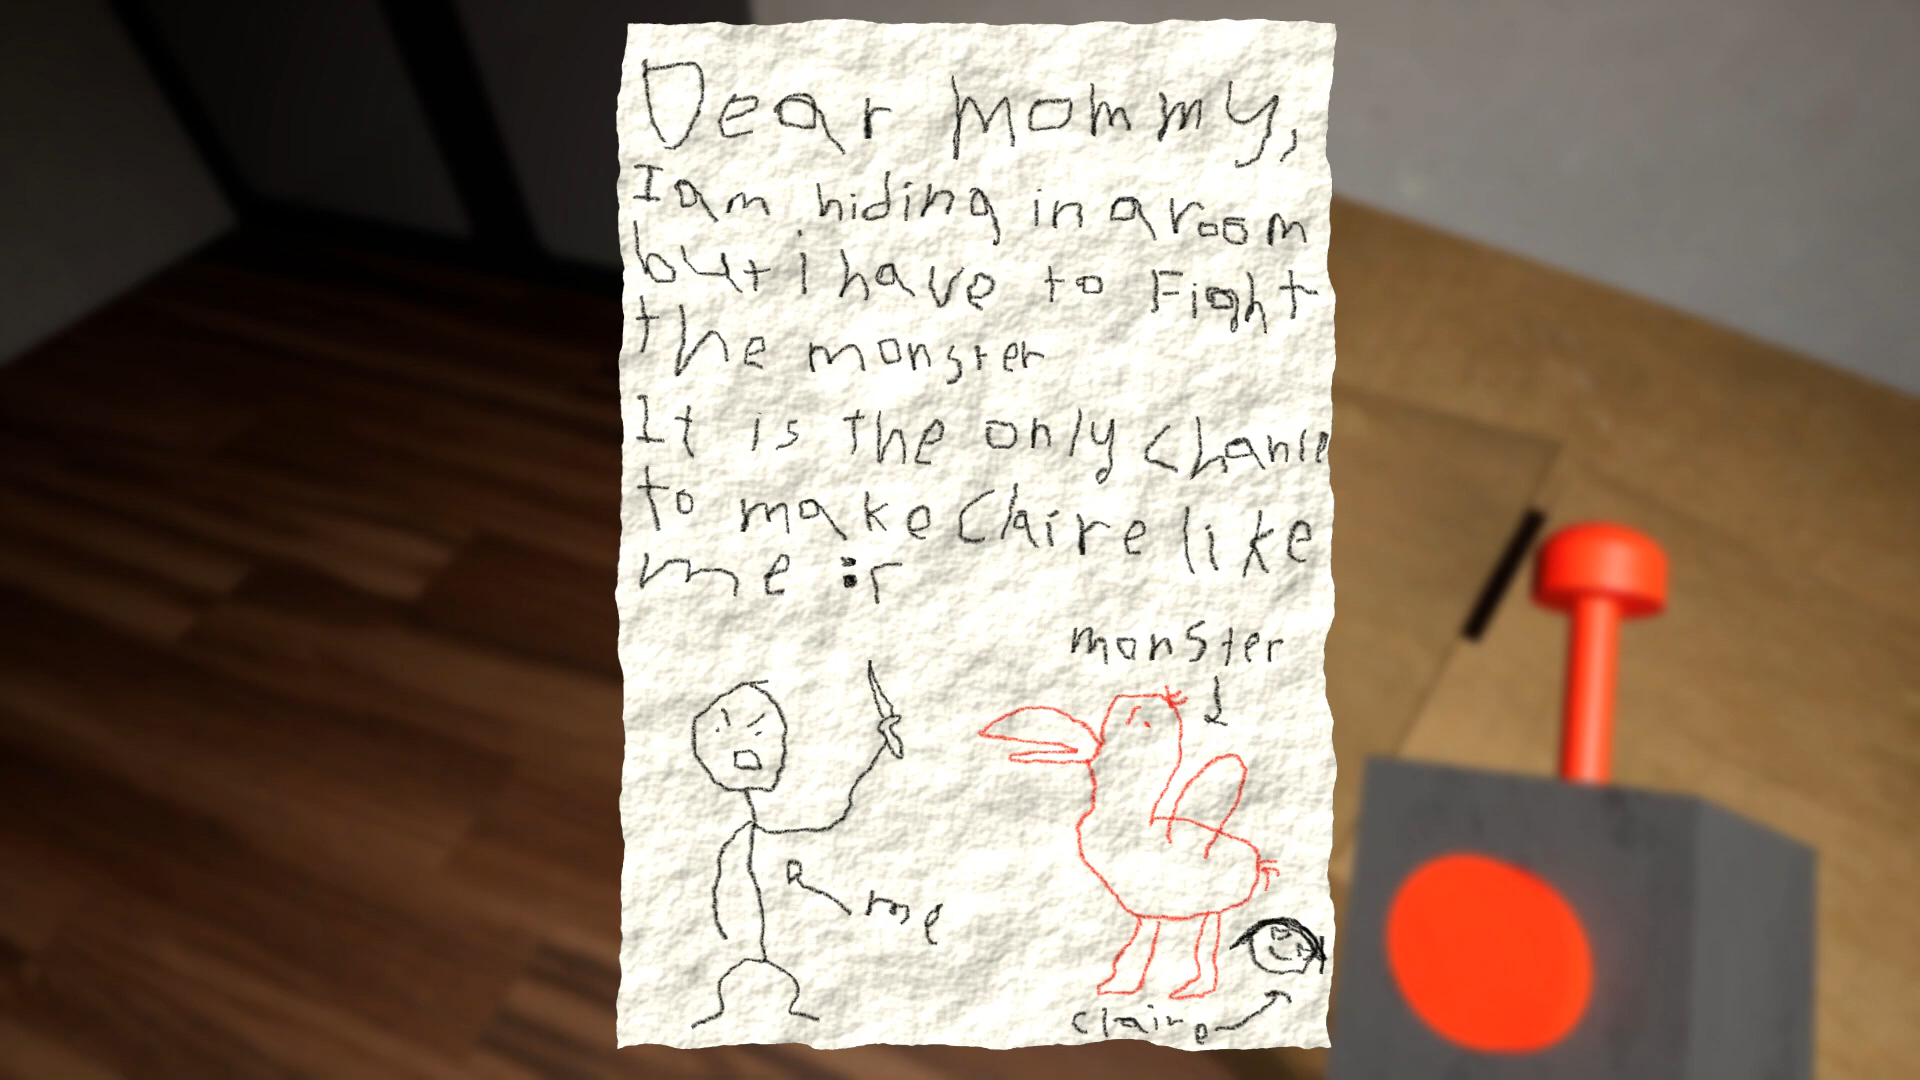 Dear mommy,
I am hiding in a room
but i have to Fight
the monster
It is the only chance
to make Claire like
me :r
monster
me
claire